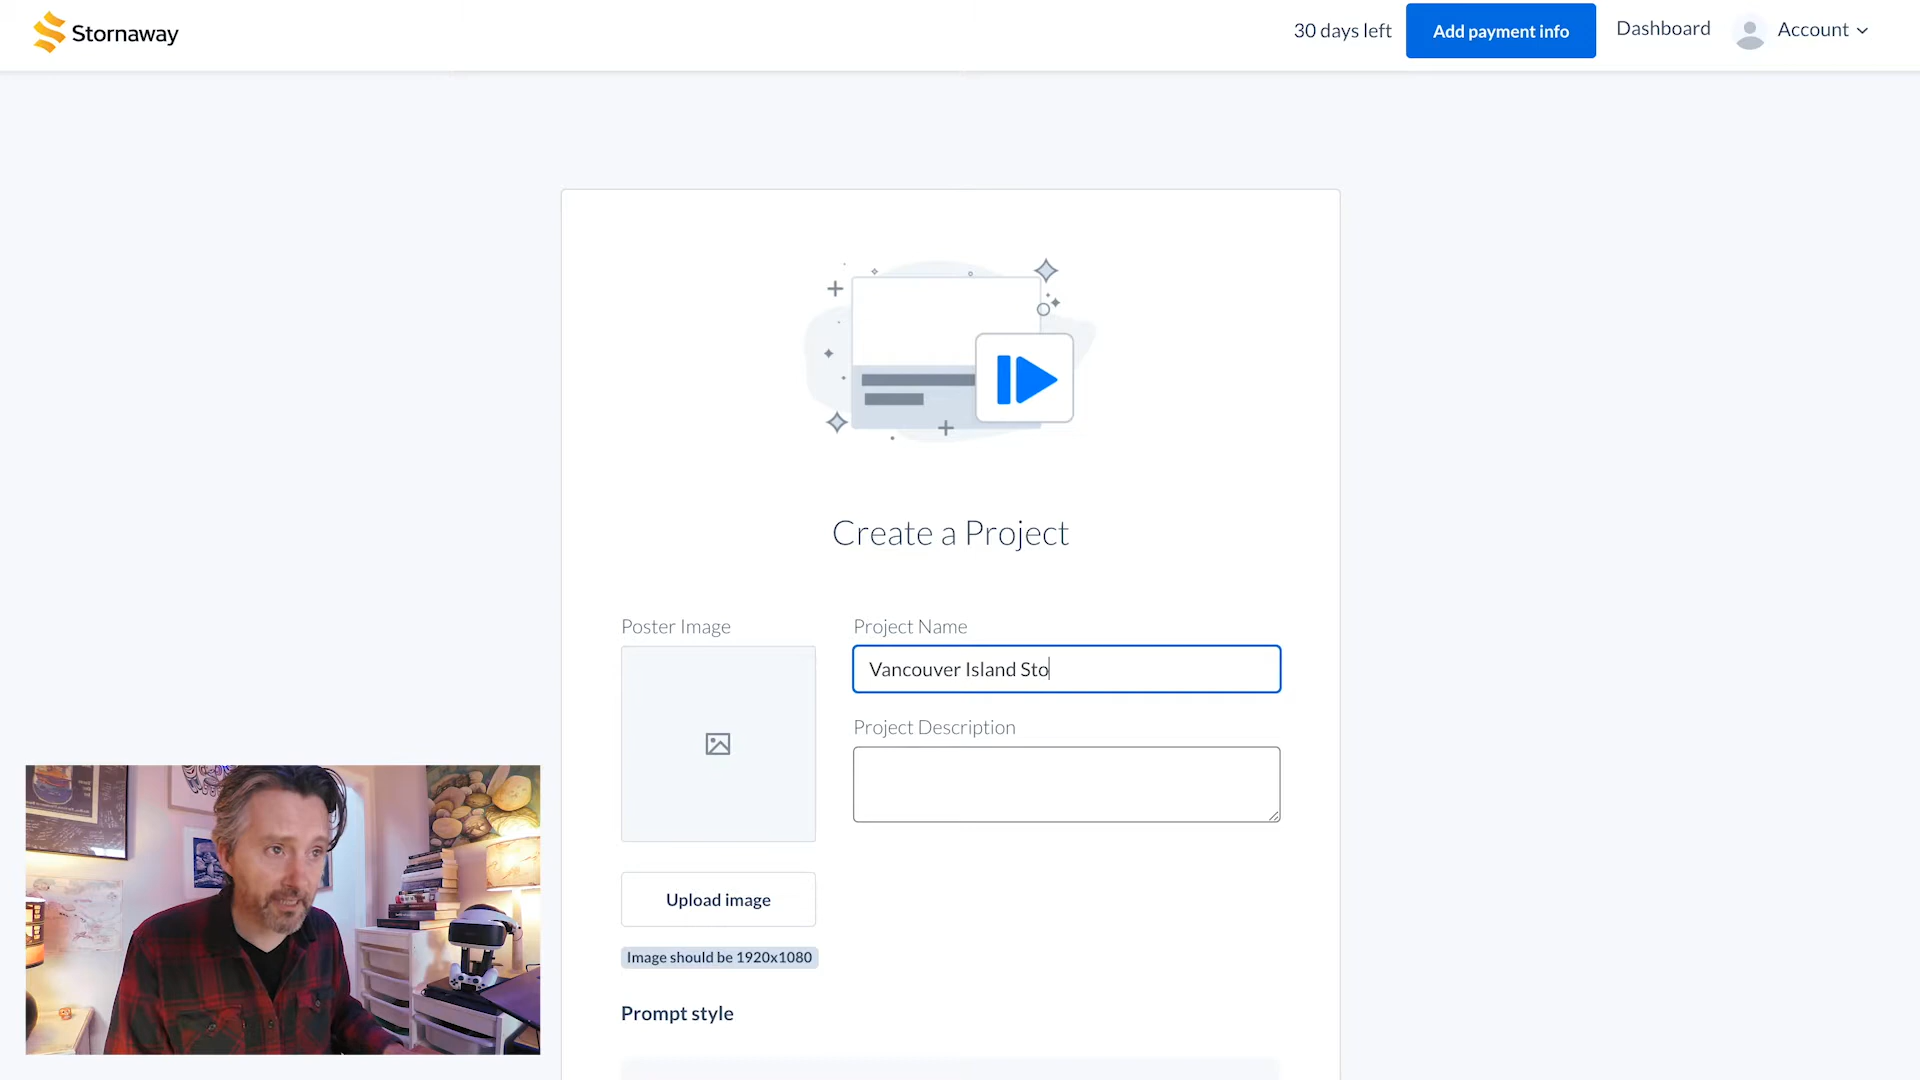 Stornaway
30 days left
Add payment info
Dashboard
Account
Create a Project
Poster Image
Project Name
Vancouver Island Sto
Project Description
Upload image
Image should be 1920x1080
Prompt style